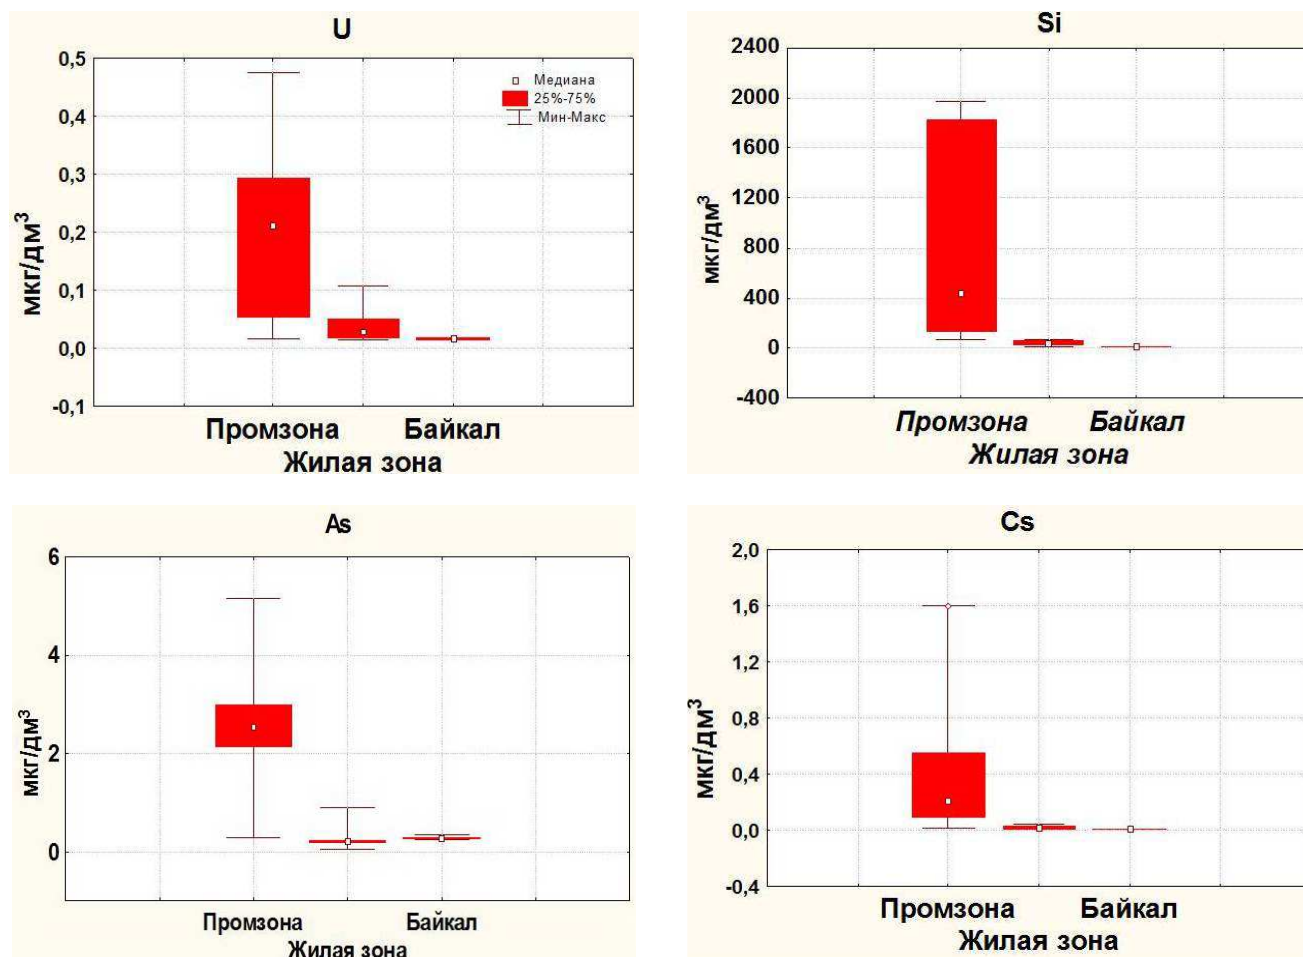 U
0,5
0,4
0,3
0,2
0,1
0,0
-0,1
мкг/дм³
Медиана
25%-75%
Мин-Макс
Промзона Байкал
Жилая зона
Si
2400
2000
1600
1200
800
400
0
-400
мкг/дм³
Промзона Байкал
Жилая зона
As
6
4
2
0
мкг/дм³
Промзона Байкал
Жилая зона
Cs
2,0
1,6
1,2
0,8
0,4
0,0
-0,4
мкг/дм³
Промзона Байкал
Жилая зона